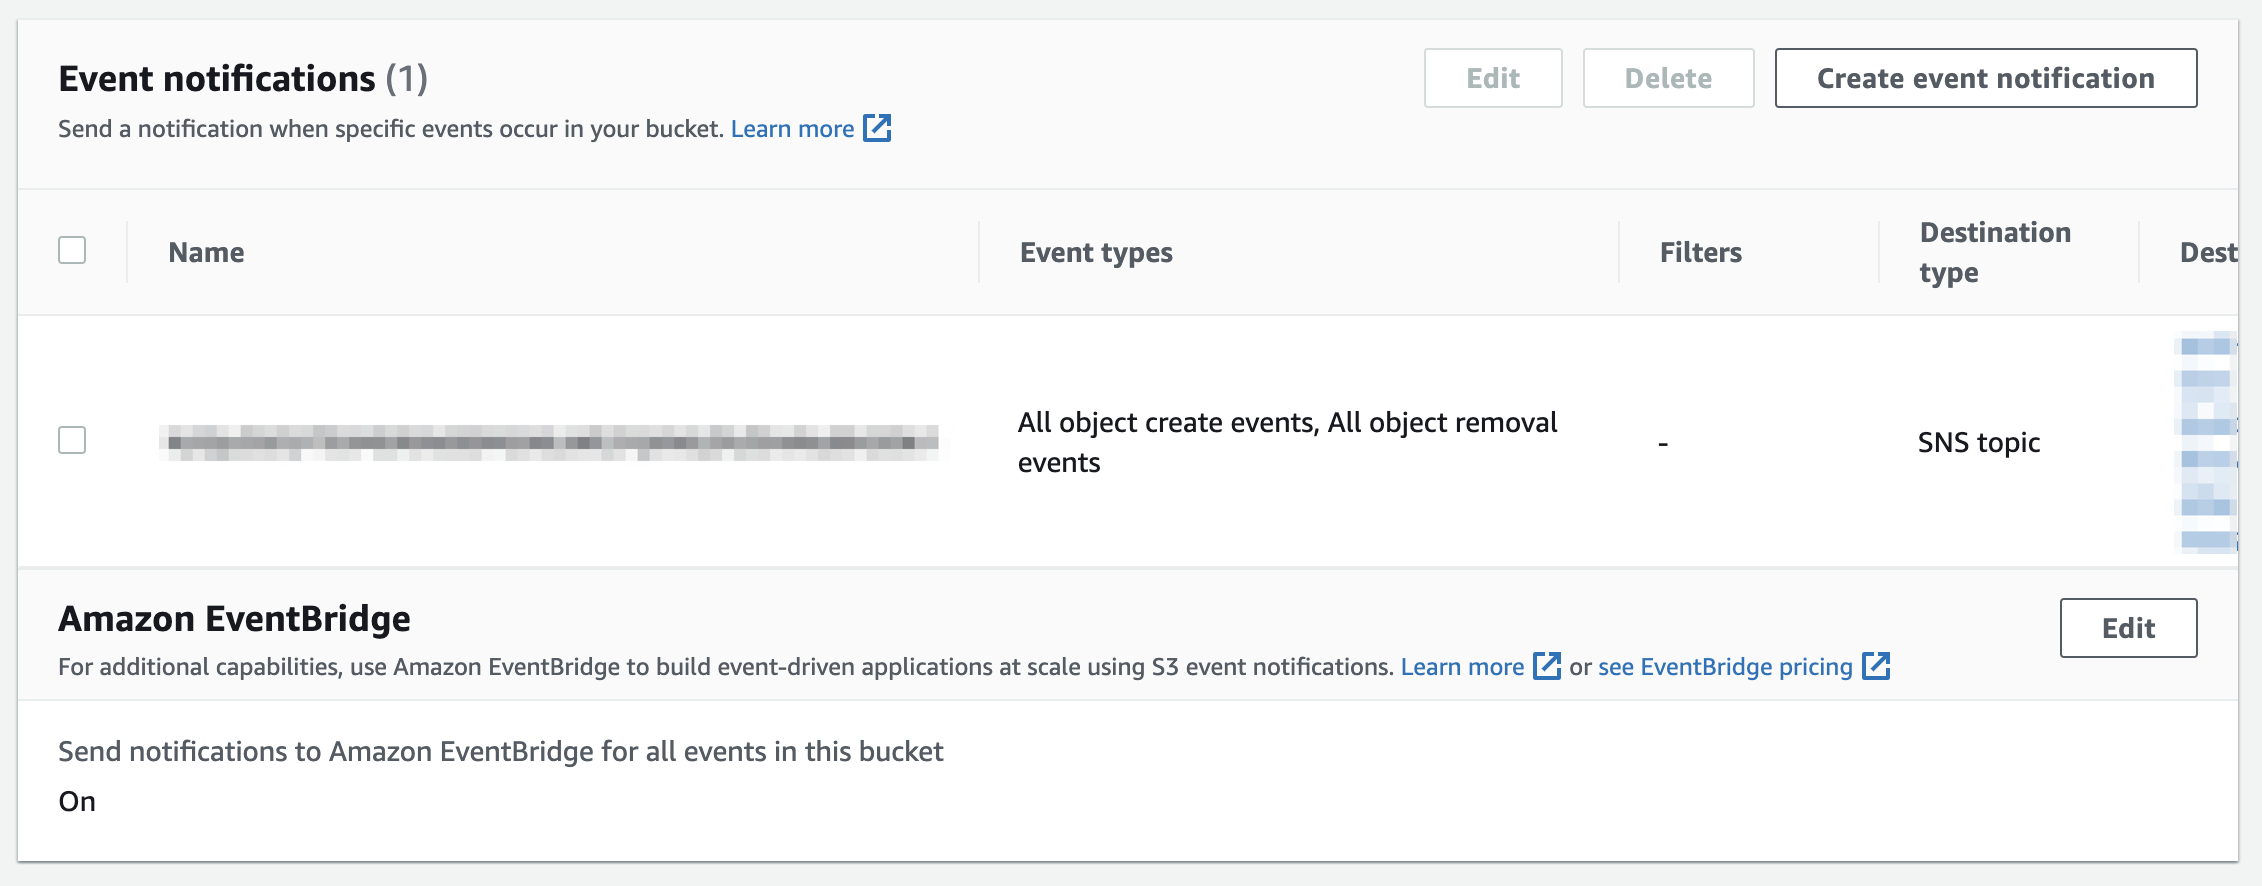 Event notifications (1)
Edit
Delete
Create event notification
Send a notification when specific events occur in your bucket. Learn more
Name
Event types
Filters
Destination
type
Dest
All object create events, All object removal
events
-
SNS topic
Amazon EventBridge
Edit
For additional capabilities, use Amazon EventBridge to build event-driven applications at scale using S3 event notifications. Learn more or see EventBridge pricing
Send notifications to Amazon EventBridge for all events in this bucket
On